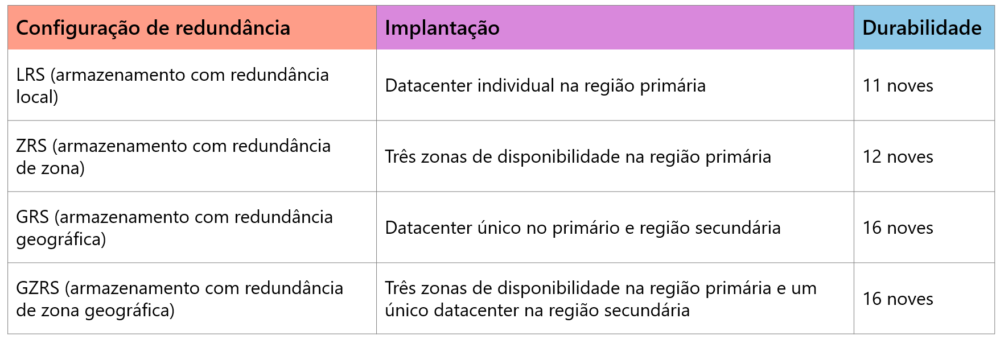 Configuração de redundância
Implantação
Durabilidade
LRS (armazenamento com redundância
local)
Datacenter individual na região primária
11 noves
ZRS (armazenamento com redundância
de zona)
Três zonas de disponibilidade na região primária
12 noves
GRS (armazenamento com redundância
geográfica)
Datacenter único no primário e região secundária
16 noves
GZRS (armazenamento com redundância
de zona geográfica)
Três zonas de disponibilidade na região primária e um
único datacenter na região secundária
16 noves